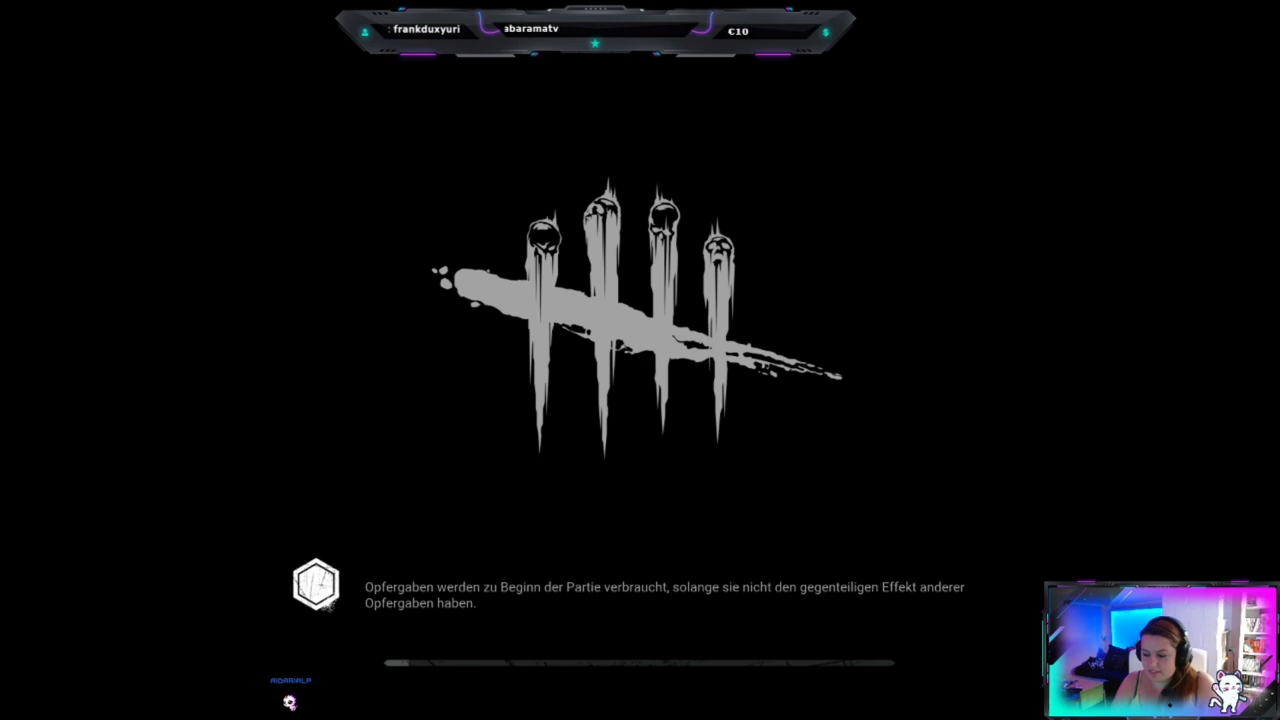 : frankduxyuri
abaramatv
€10
Opfergaben werden zu Beginn der Partie verbraucht, solange sie nicht den gegenteiligen Effekt anderer
Opfergaben haben.
AIDARIALP